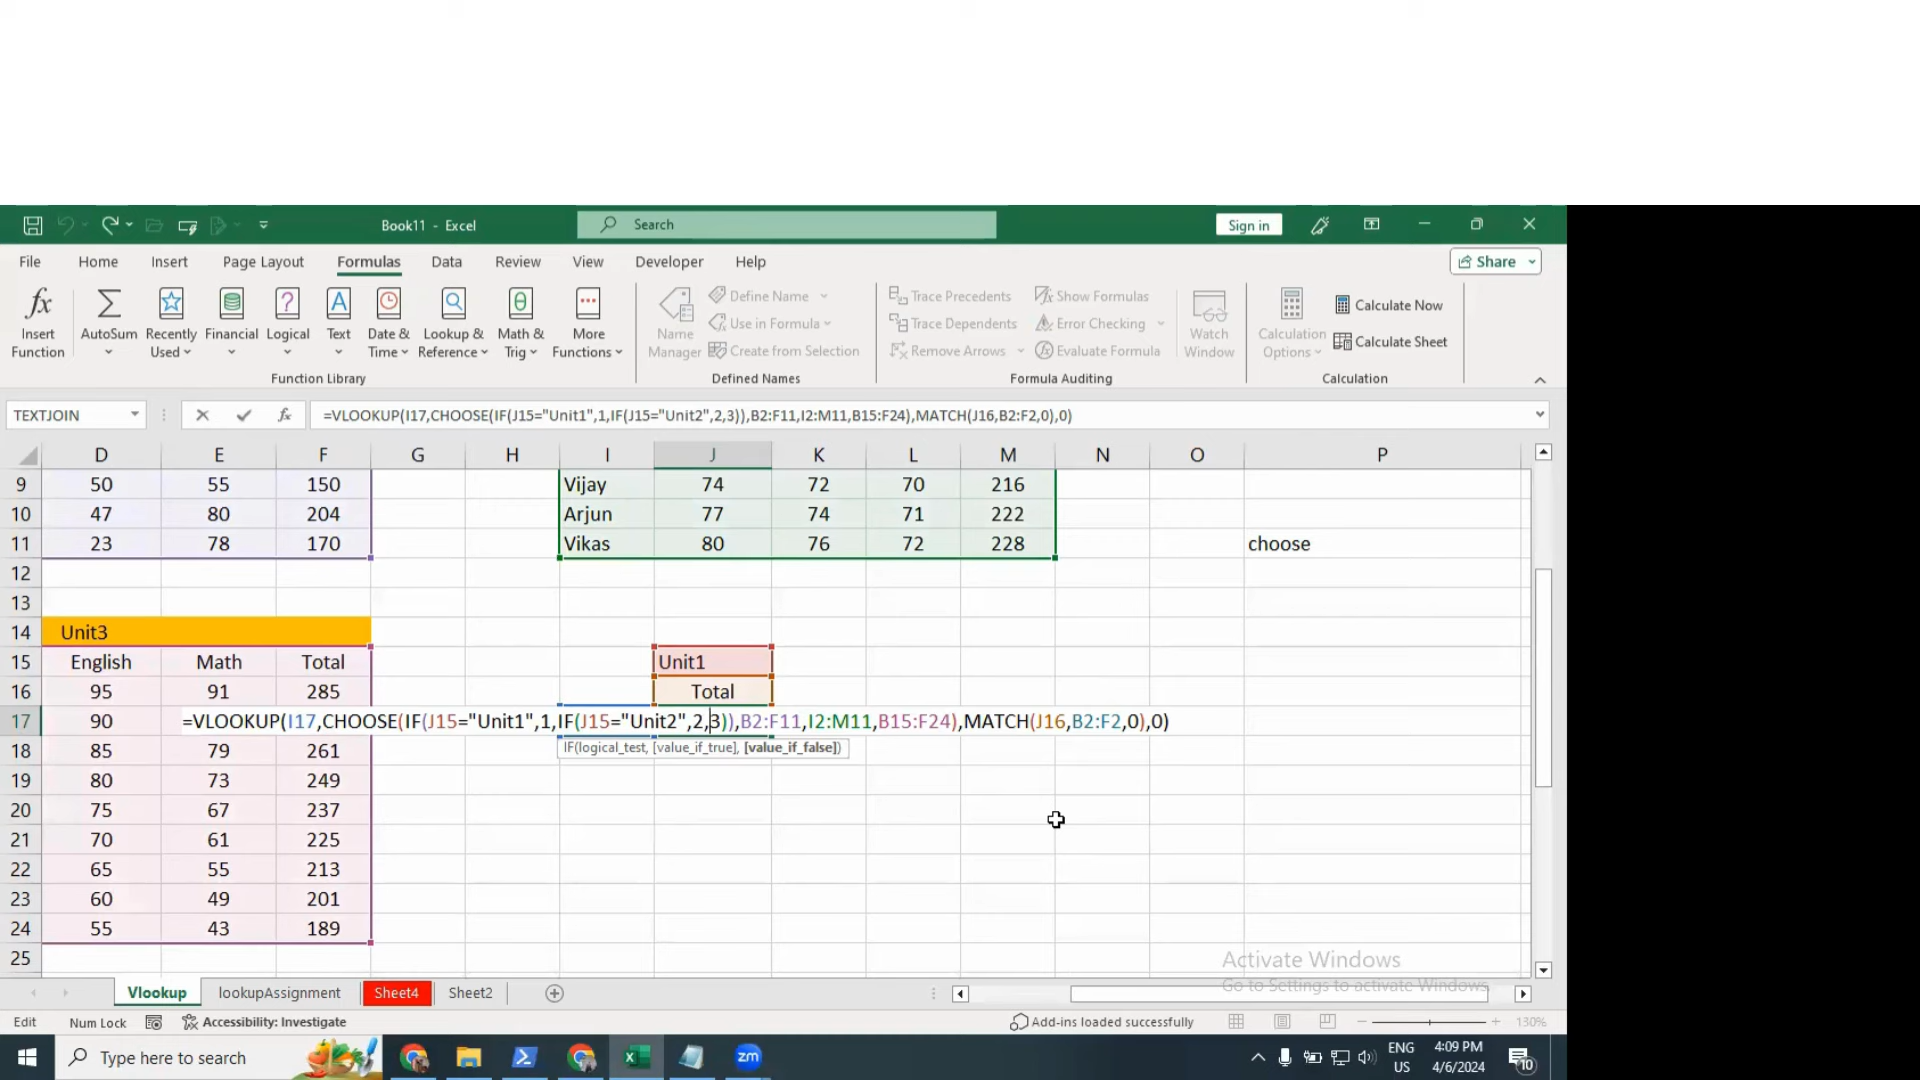 Book11 - Excel
Search
Sign in
File Home Insert Page Layout Formulas Data Review View Developer Help
Share
Insert Function
AutoSum
Recently Used
Financial
Logical
Text
Date & Time
Lookup & Reference
Math & Trig
More Functions
Function Library
Name Manager
Define Name
Use in Formula
Create from Selection
Defined Names
Trace Precedents
Trace Dependents
Remove Arrows
Show Formulas
Error Checking
Evaluate Formula
Formula Auditing
Watch Window
Calculation Options
Calculate Now
Calculate Sheet
Calculation
TEXTJOIN
fx
=VLOOKUP(I17,CHOOSE(IF(J15="Unit1",1,IF(J15="Unit2",2,3)),B2:F11,I2:M11,B15:F24),MATCH(J16,B2:F2,0),0)
D E F G H I J K L M N O P
9 50 55 150 Vijay 74 72 70 216
10 47 80 204 Arjun 77 74 71 222
11 23 78 170 Vikas 80 76 72 228 choose
12
13
14 Unit3
15 English Math Total Unit1
16 95 91 285 Total
17 90 =VLOOKUP(I17,CHOOSE(IF(J15="Unit1",1,IF(J15="Unit2",2,3)),B2:F11,I2:M11,B15:F24),MATCH(J16,B2:F2,0),0)
IF(logical_test, [value_if_true], [value_if_false])
18 85 79 261
19 80 73 249
20 75 67 237
21 70 61 225
22 65 55 213
23 60 49 201
24 55 43 189
25
Activate Windows
Go to Settings to activate Windows.
Vlookup lookupAssignment Sheet4 Sheet2
Edit Num Lock Accessibility: Investigate Add-ins loaded successfully 130%
Type here to search
zm
ENG
US
4:09 PM
4/6/2024
10